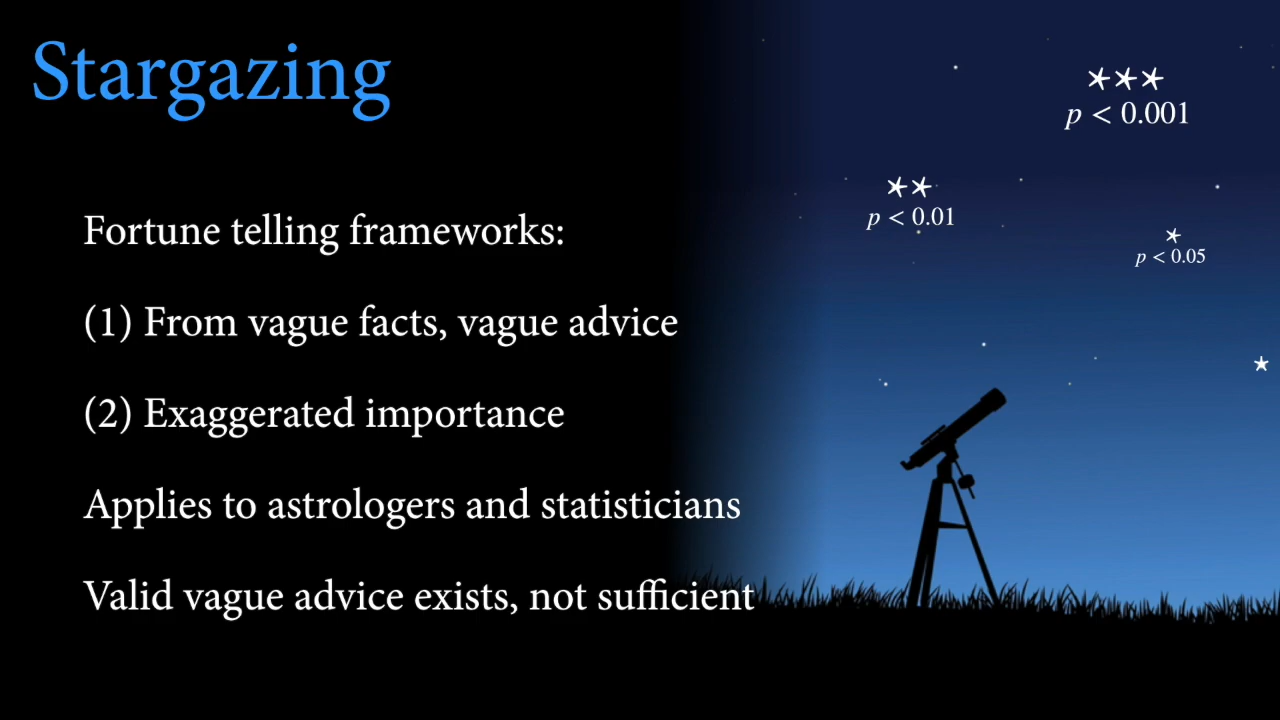 Stargazing
Fortune telling frameworks:
(1) From vague facts, vague advice
(2) Exaggerated importance
Applies to astrologers and statisticians
Valid vague advice exists, not sufficient
***
p < 0.001
**
p < 0.01
*
p < 0.05